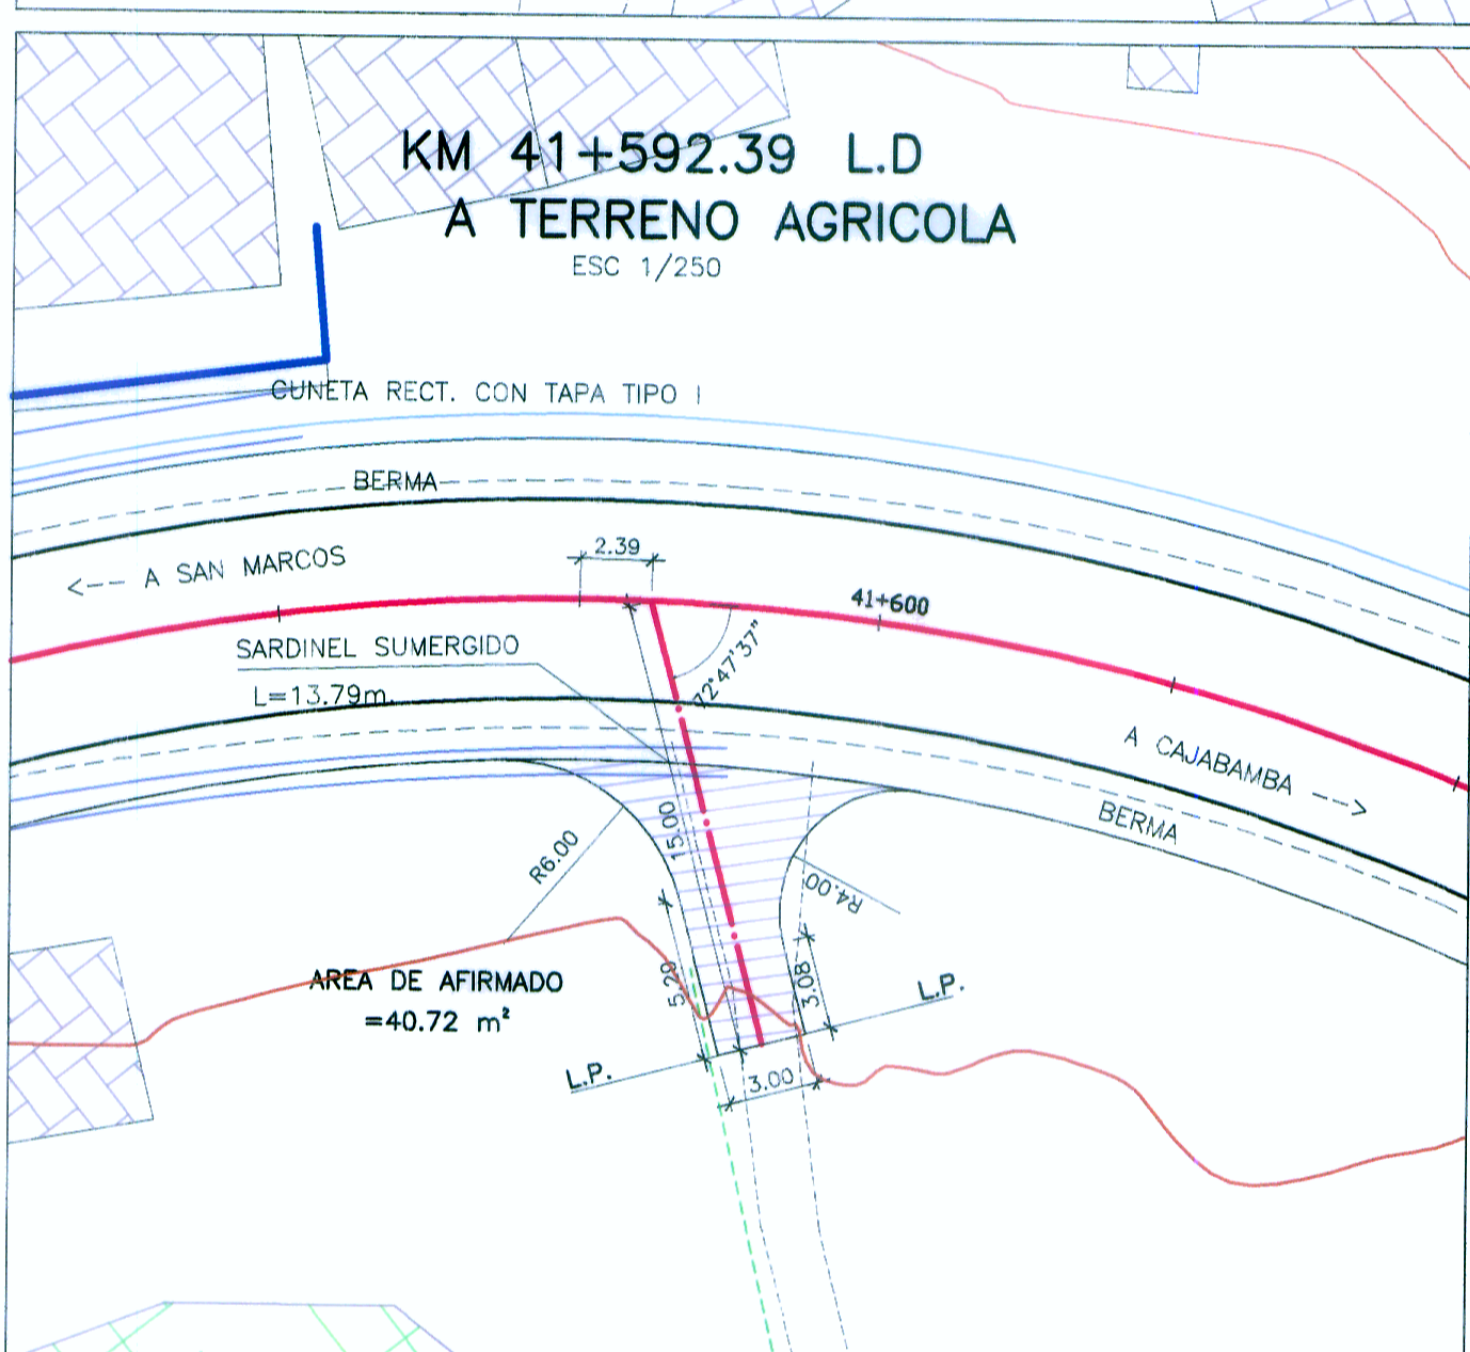 KM 41+592.39 L.D
A TERRENO AGRICOLA
ESC 1/250
CUNETA RECT. CON TAPA TIPO I
BERMA
<--- A SAN MARCOS
2.39
41+600
SARDINEL SUMERGIDO
L=13.79m.
72°47'37"
A CAJABAMBA --->
BERMA
15.00
R6.00
R4.00
5.29
3.08
AREA DE AFIRMADO
=40.72 m²
L.P.
L.P.
3.00